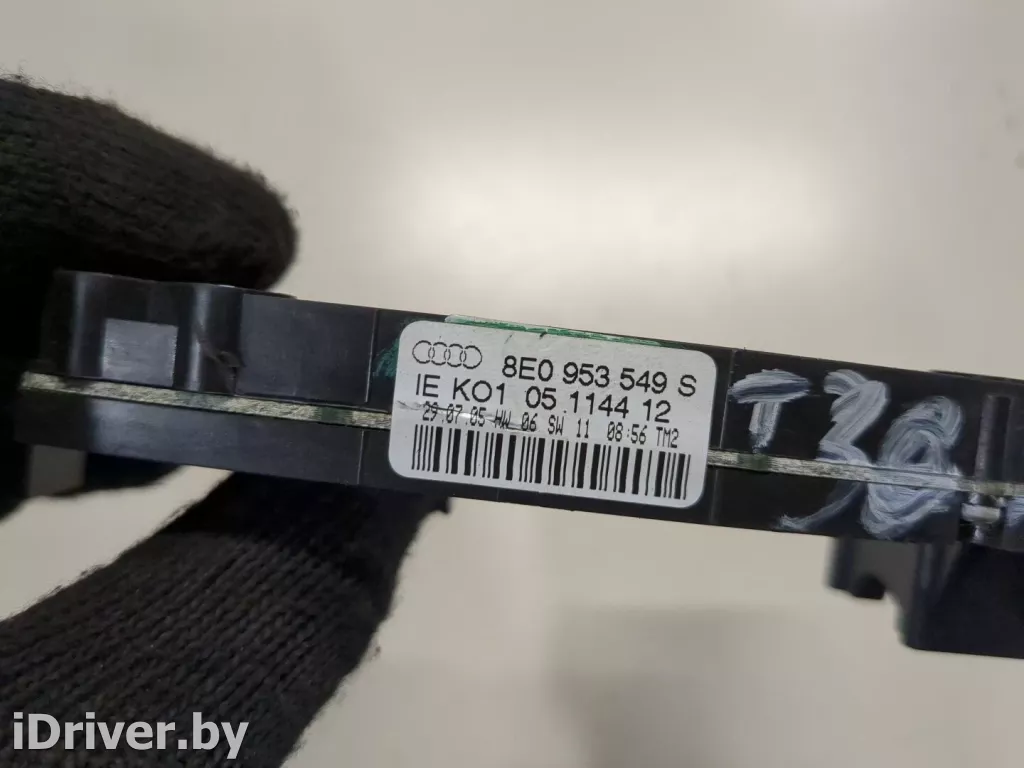 8E0 953 549 S
IE KO1 05 1144 12
29.07.05 HW 06 SW 11 08:56 TM2
iDriver.by